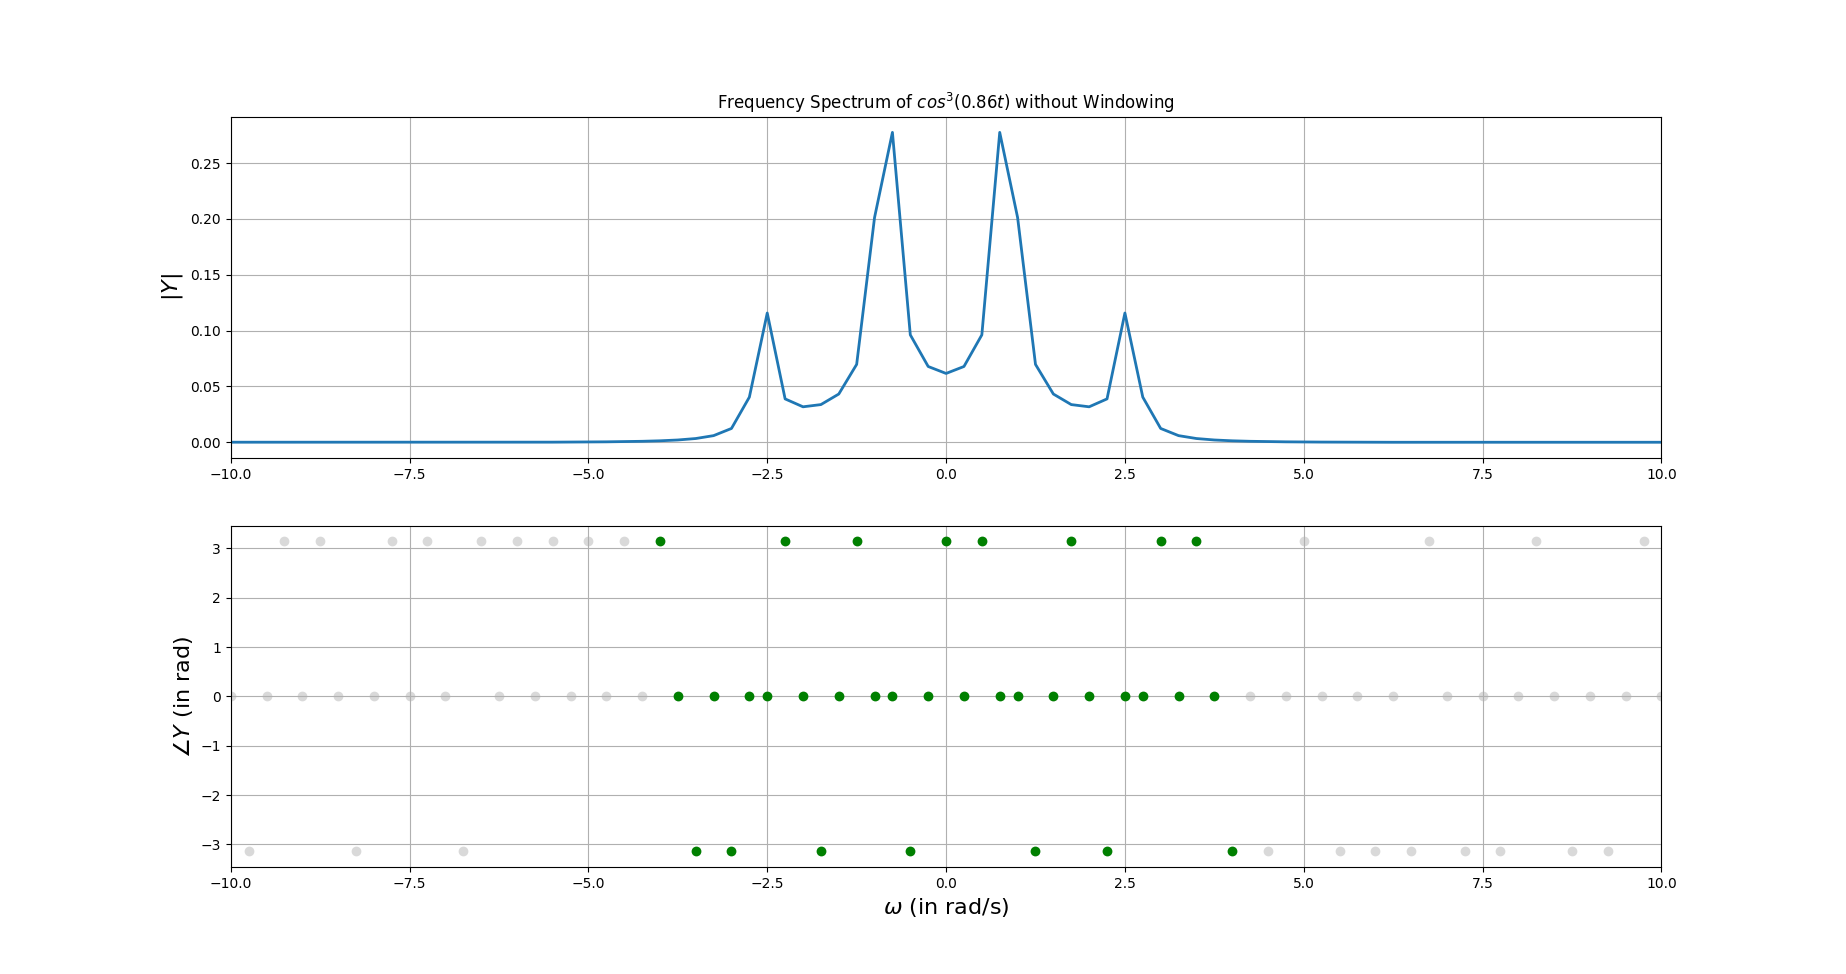 Frequency Spectrum of cos³(0.86t) without Windowing
|Y|
0.25
0.20
0.15
0.10
0.05
0.00
−10.0 −7.5 −5.0 −2.5 0.0 2.5 5.0 7.5 10.0
∠Y (in rad)
3
2
1
0
−1
−2
−3
−10.0 −7.5 −5.0 −2.5 0.0 2.5 5.0 7.5 10.0
ω (in rad/s)